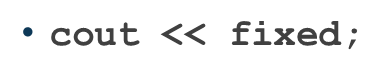 • cout << fixed;